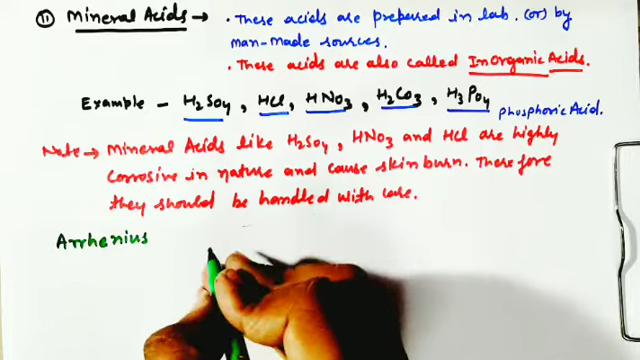 (ii) Mineral Acids → • These acids are prepared in lab. (or) by
man-made sources.
• These acids are also called InOrganic Acids.
Example - H2SO4, HCl, HNO3, H2CO3, H3PO4
phosphoric Acid.
Note → Mineral Acids like H2SO4, HNO3 and HCl are highly
corrosive in nature and cause skin burn. Therefore
they should be handled with care.
Arrhenius